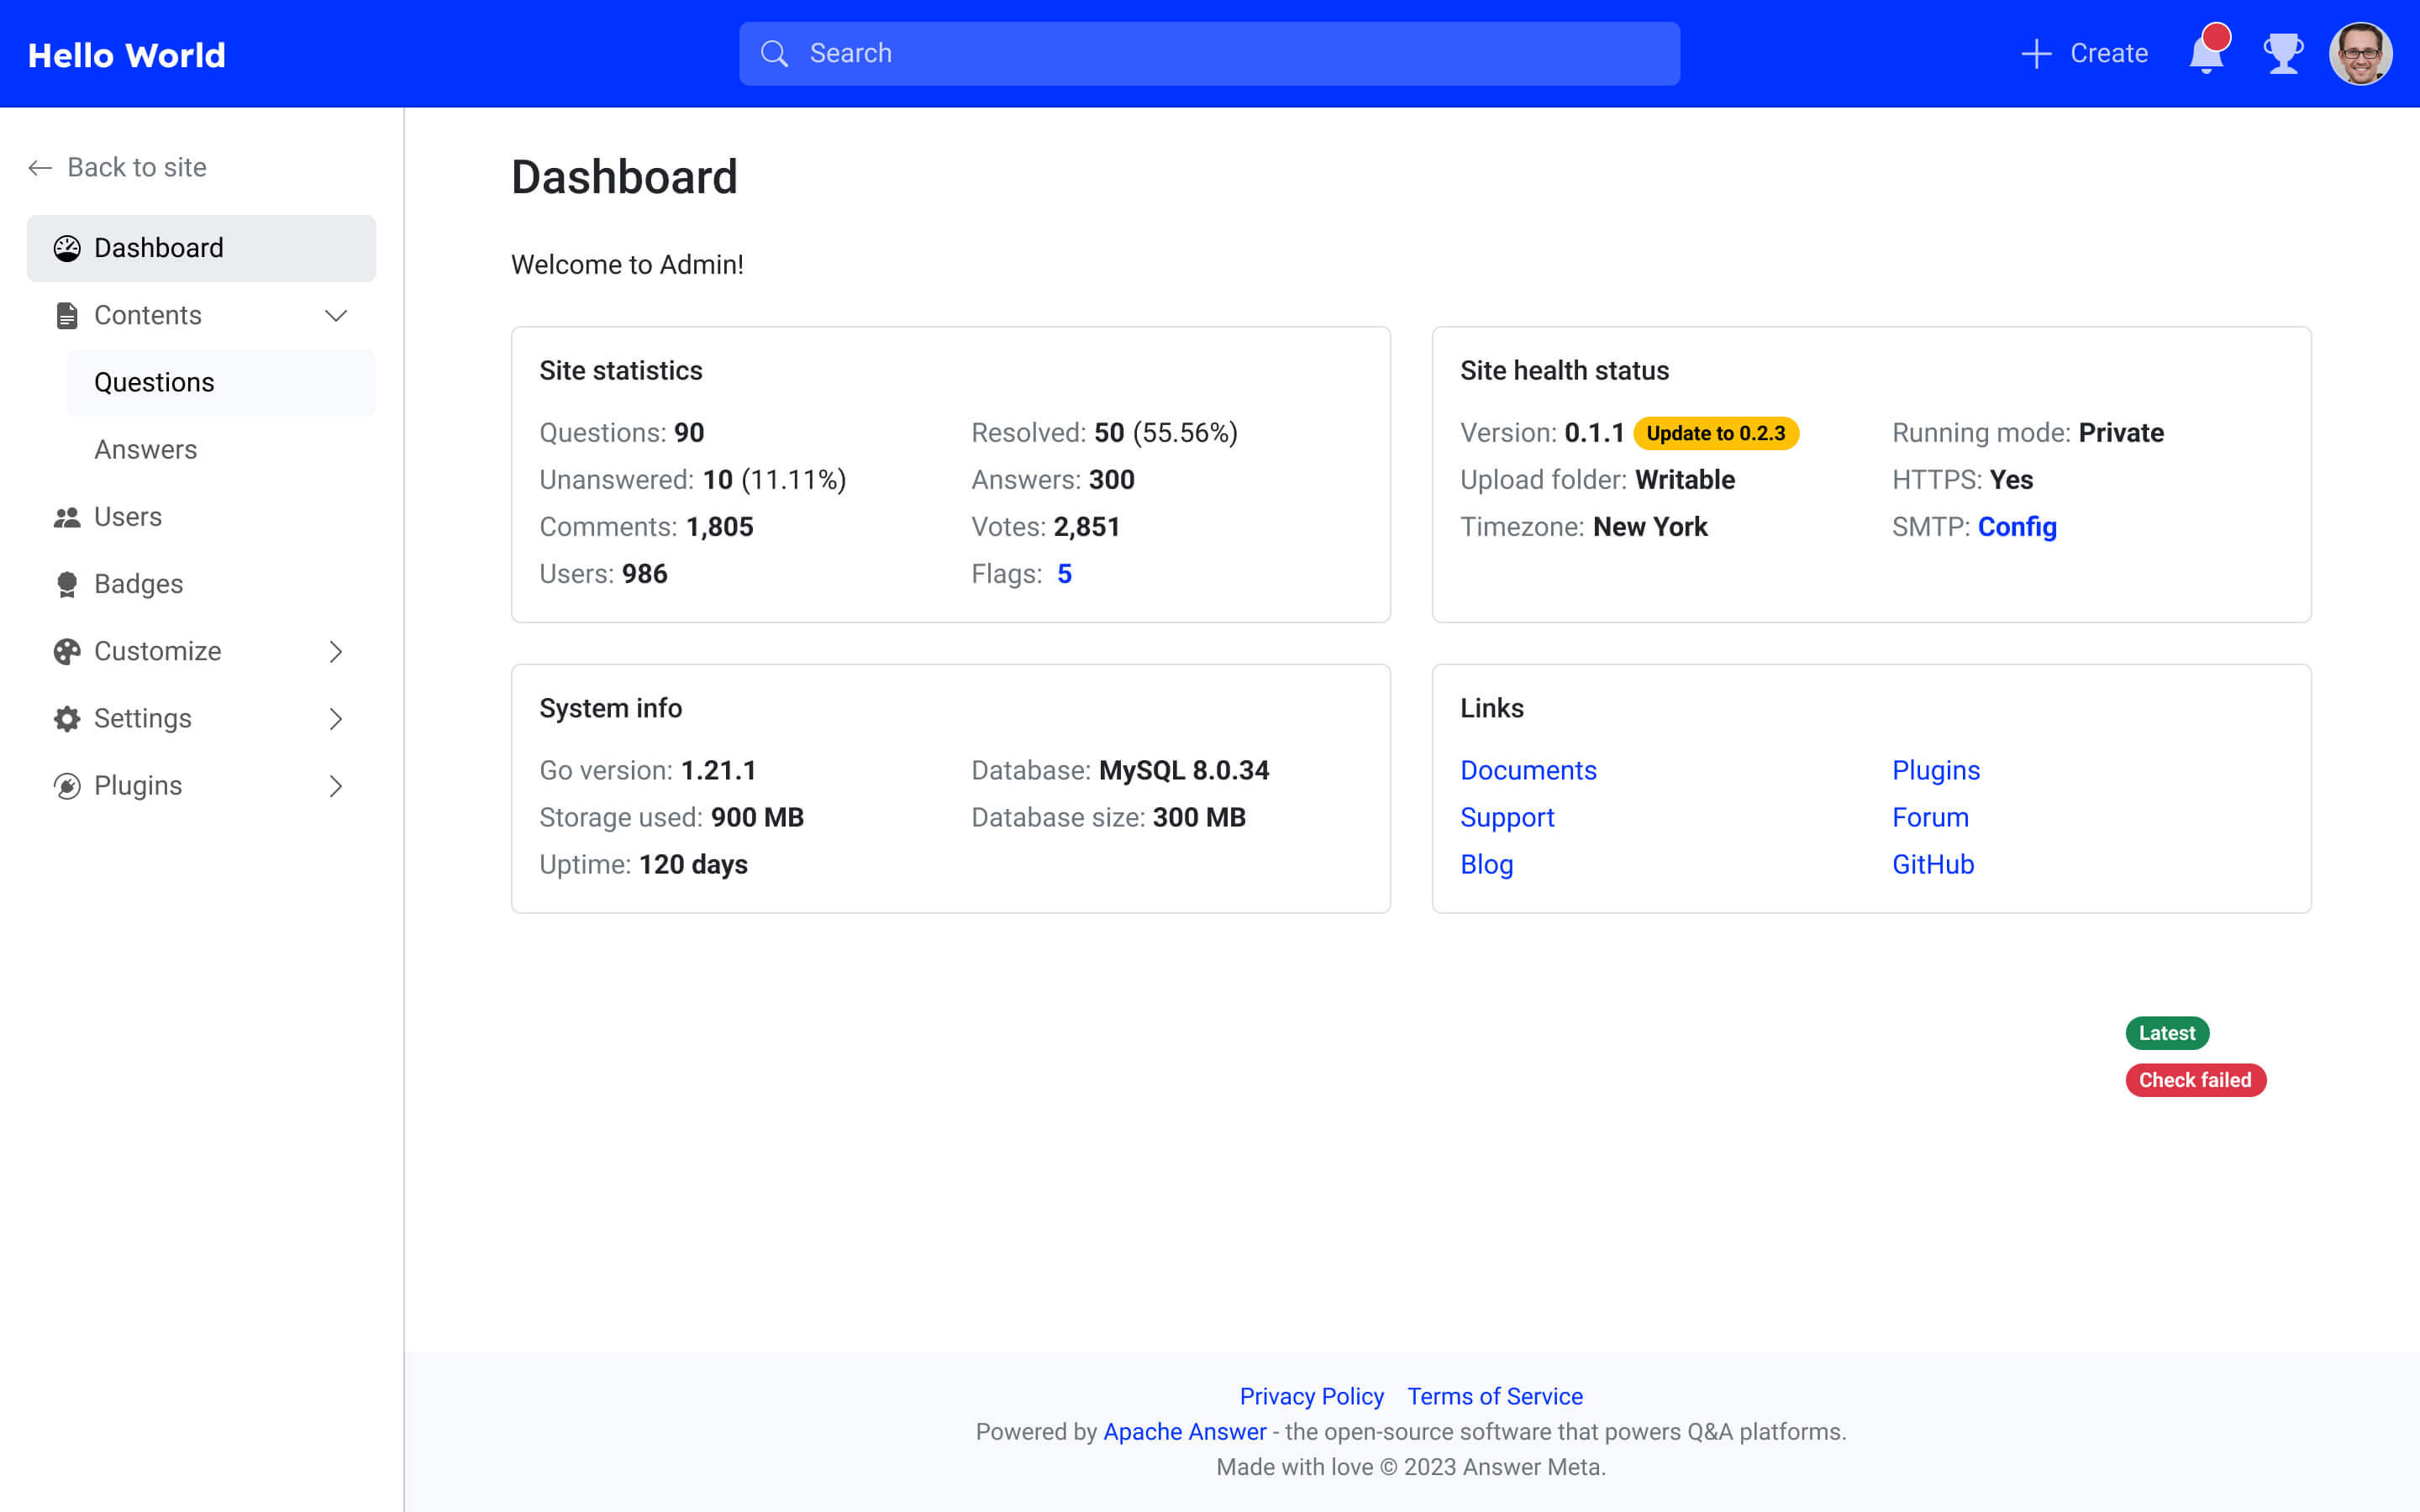 Hello World
Search
Create
Back to site
Dashboard
Contents
Questions
Answers
Users
Badges
Customize
Settings
Plugins
Dashboard
Welcome to Admin!
Site statistics
Questions: 90
Resolved: 50 (55.56%)
Unanswered: 10 (11.11%)
Answers: 300
Comments: 1,805
Votes: 2,851
Users: 986
Flags: 5
Site health status
Version: 0.1.1 Update to 0.2.3
Running mode: Private
Upload folder: Writable
HTTPS: Yes
Timezone: New York
SMTP: Config
System info
Go version: 1.21.1
Database: MySQL 8.0.34
Storage used: 900 MB
Database size: 300 MB
Uptime: 120 days
Links
Documents
Plugins
Support
Forum
Blog
GitHub
Latest
Check failed
Privacy Policy Terms of Service
Powered by Apache Answer - the open-source software that powers Q&A platforms.
Made with love © 2023 Answer Meta.